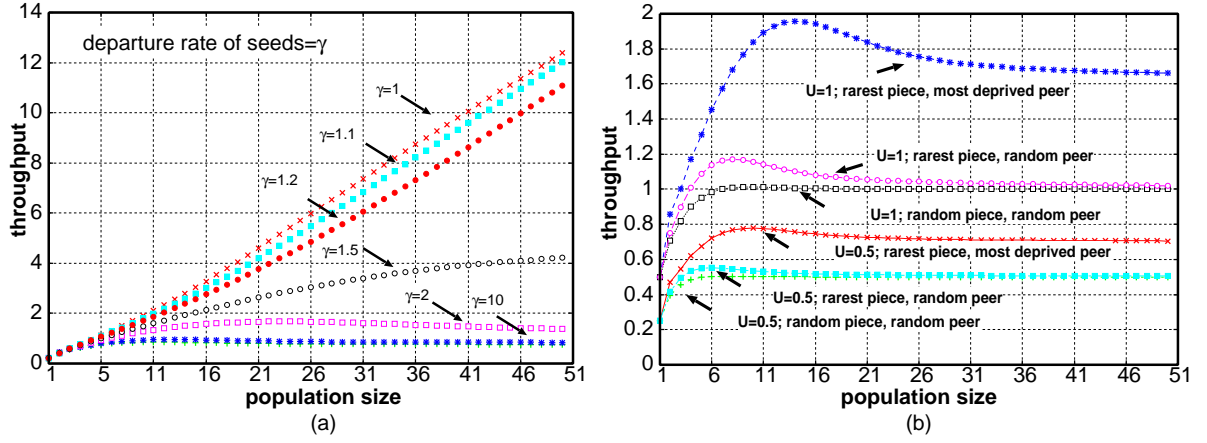 14
12
10
8
6
4
2
0
throughput
departure rate of seeds=γ
γ=1
γ=1.1
γ=1.2
γ=1.5
γ=2
γ=10
1 6 11 16 21 26 31 36 41 46 51
population size
(a)
2
1.8
1.6
1.4
1.2
1
0.8
0.6
0.4
0.2
throughput
U=1; rarest piece, most deprived peer
U=1; rarest piece, random peer
U=1; random piece, random peer
U=0.5; rarest piece, most deprived peer
U=0.5; rarest piece, random peer
U=0.5; random piece, random peer
1 6 11 16 21 26 31 36 41 46 51
population size
(b)